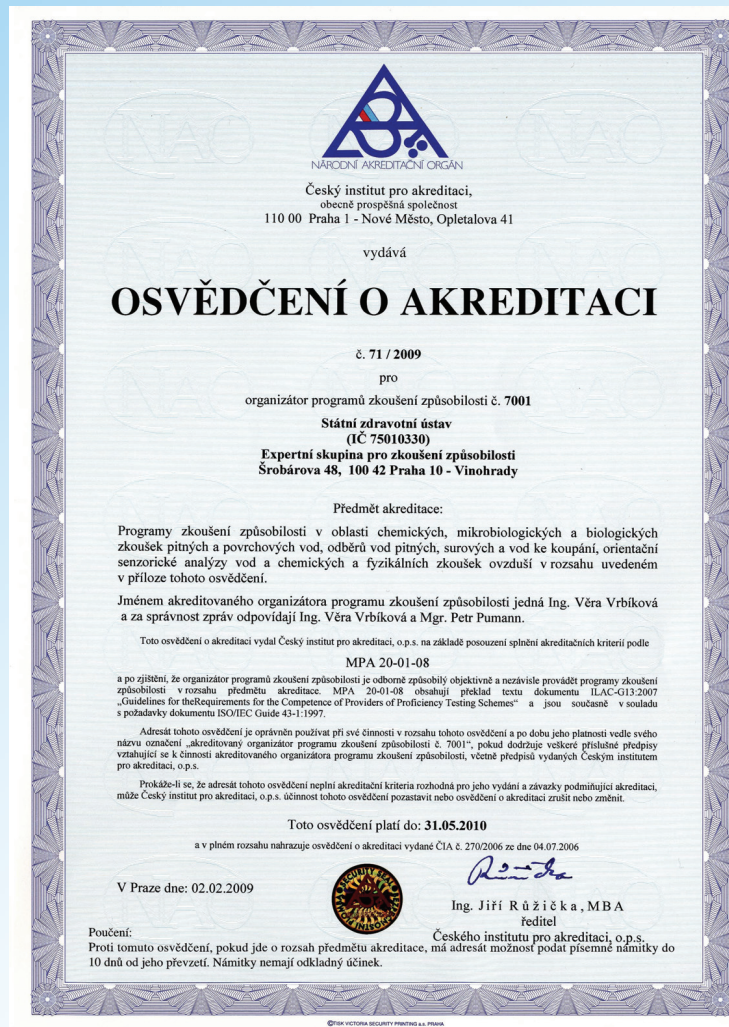 NÁRODNÍ AKREDITAČNÍ ORGÁN
Český institut pro akreditaci,
obecně prospěšná společnost
110 00 Praha 1 - Nové Město, Opletalova 41
vydává
OSVĚDČENÍ O AKREDITACI
č. 71 / 2009
pro
organizátor programů zkoušení způsobilosti č. 7001
Státní zdravotní ústav
(IČ 75010330)
Expertní skupina pro zkoušení způsobilosti
Šrobárova 48, 100 42 Praha 10 - Vinohrady
Předmět akreditace:
Programy zkoušení způsobilosti v oblasti chemických, mikrobiologických a biologických
zkoušek pitných a povrchových vod, odběrů vod pitných, surových a vod ke koupání, orientační
senzorické analýzy vod a chemických a fyzikálních zkoušek ovzduší v rozsahu uvedeném
v příloze tohoto osvědčení.
Jménem akreditovaného organizátora programu zkoušení způsobilosti jedná Ing. Věra Vrbíková
a za správnost zpráv odpovídají Ing. Věra Vrbíková a Mgr. Petr Pumann.
Toto osvědčení o akreditaci vydal Český institut pro akreditaci, o.p.s. na základě posouzení splnění akreditačních kriterií podle
MPA 20-01-08
a po zjištění, že organizátor programů zkoušení způsobilosti je odborně způsobilý objektivně a nezávisle provádět programy zkoušení
způsobilosti v rozsahu předmětu akreditace. MPA 20-01-08 obsahují překlad textu dokumentu ILAC-G13:2007
„Guidelines for theRequirements for the Competence of Providers of Proficiency Testing Schemes“ a jsou současně v souladu
s požadavky dokumentu ISO/IEC Guide 43-1:1997.
Adresát tohoto osvědčení je oprávněn používat při své činnosti v rozsahu tohoto osvědčení a po dobu jeho platnosti vedle svého
názvu označení „akreditovaný organizátor programu zkoušení způsobilosti č. 7001“, pokud dodržuje veškeré příslušné předpisy
vztahující se k činnosti akreditovaného organizátora programu zkoušení způsobilosti, včetně předpisů vydaných Českým institutem
pro akreditaci, o.p.s.
Prokáže-li se, že adresát tohoto osvědčení neplní akreditační kriteria rozhodná pro jeho vydání a závazky podmiňující akreditaci,
může Český institut pro akreditaci, o.p.s. účinnost tohoto osvědčení pozastavit nebo osvědčení o akreditaci zrušit nebo změnit.
Toto osvědčení platí do: 31.05.2010
a v plném rozsahu nahrazuje osvědčení o akreditaci vydané ČIA č. 270/2006 ze dne 04.07.2006
V Praze dne: 02.02.2009
Ing. Jiří Růžička, MBA
ředitel
Českého institutu pro akreditaci, o.p.s.
Poučení:
Proti tomuto osvědčení, pokud jde o rozsah předmětu akreditace, má adresát možnost podat písemné námitky do
10 dnů od jeho převzetí. Námitky nemají odkladný účinek.
©TISK VICTORIA SECURITY PRINTING a.s. PRAHA